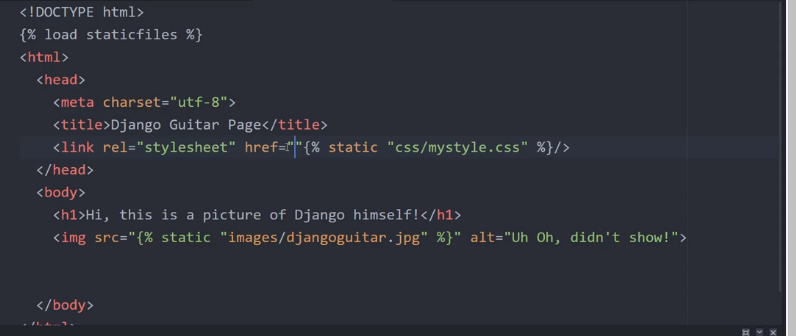 <!DOCTYPE html>
{% load staticfiles %}
<html>
<head>
<meta charset="utf-8">
<title>Django Guitar Page</title>
<link rel="stylesheet" href=""{% static "css/mystyle.css" %}/>
</head>
<body>
<h1>Hi, this is a picture of Django himself!</h1>
<img src="{% static "images/djangoguitar.jpg" %}" alt="Uh Oh, didn't show!">
</body>
</html>